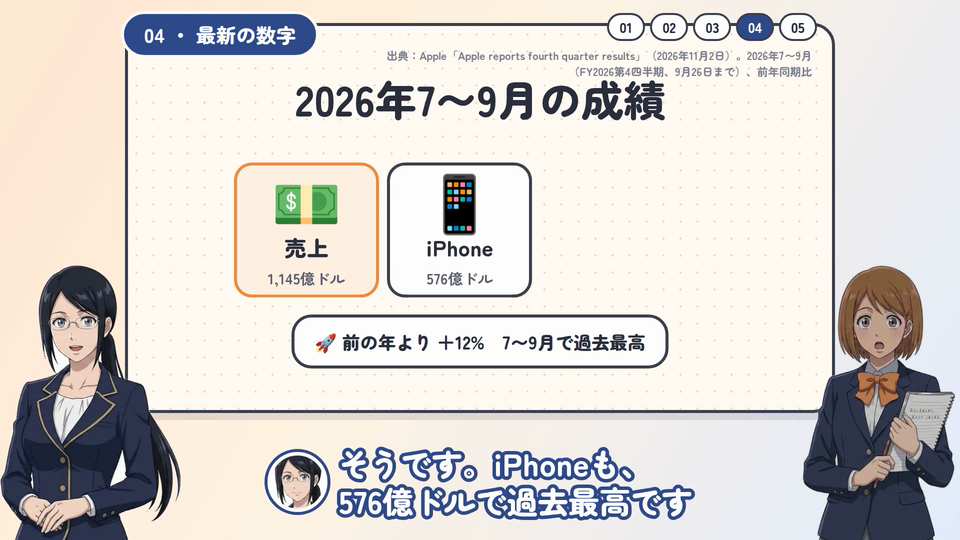 04 ・ 最新の数字
01 02 03 04 05
出典：Apple「Apple reports fourth quarter results」（2026年11月2日）。2026年7〜9月
（FY2026第4四半期、9月26日まで）、前年同期比
2026年7〜9月の成績
売上
1,145億ドル
iPhone
576億ドル
🚀 前の年より ＋12%　7〜9月で過去最高
そうです。iPhoneも、
576億ドルで過去最高です